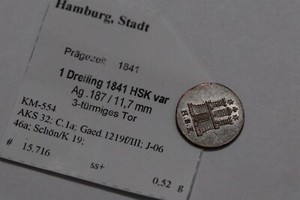 Hamburg, Stadt
Prägezeit 1841
1 Dreiling 1841 HSK var
Ag .187 / 11,7 mm
3-türmiges Tor
KM-554
AKS 32; C.1a; Gaed.1219f/III; J-06
46a; Schön/K 19;
# 15.716
ss+
0,52 g
H.S.K.